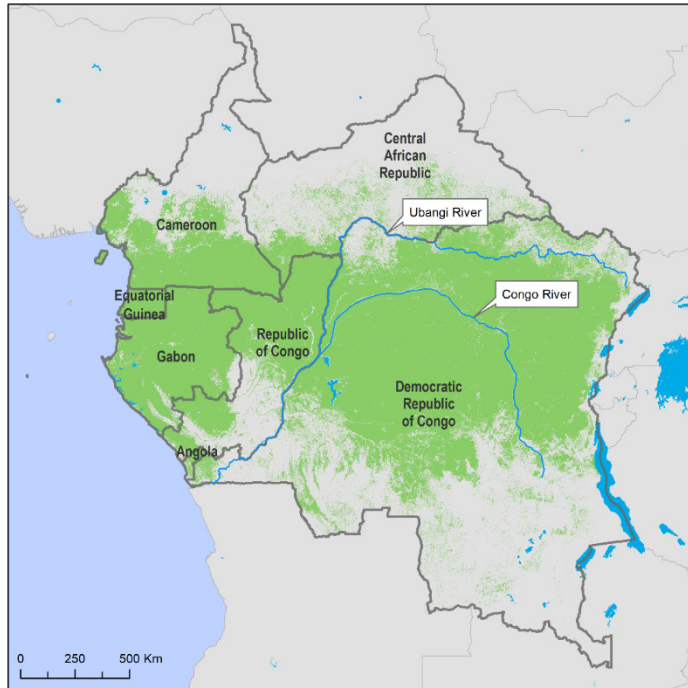 Central
African
Republic
Ubangi River
Cameroon
Congo River
Equatorial
Guinea
Republic
of Congo
Gabon
Democratic
Republic
of Congo
Angola
0 250 500 Km